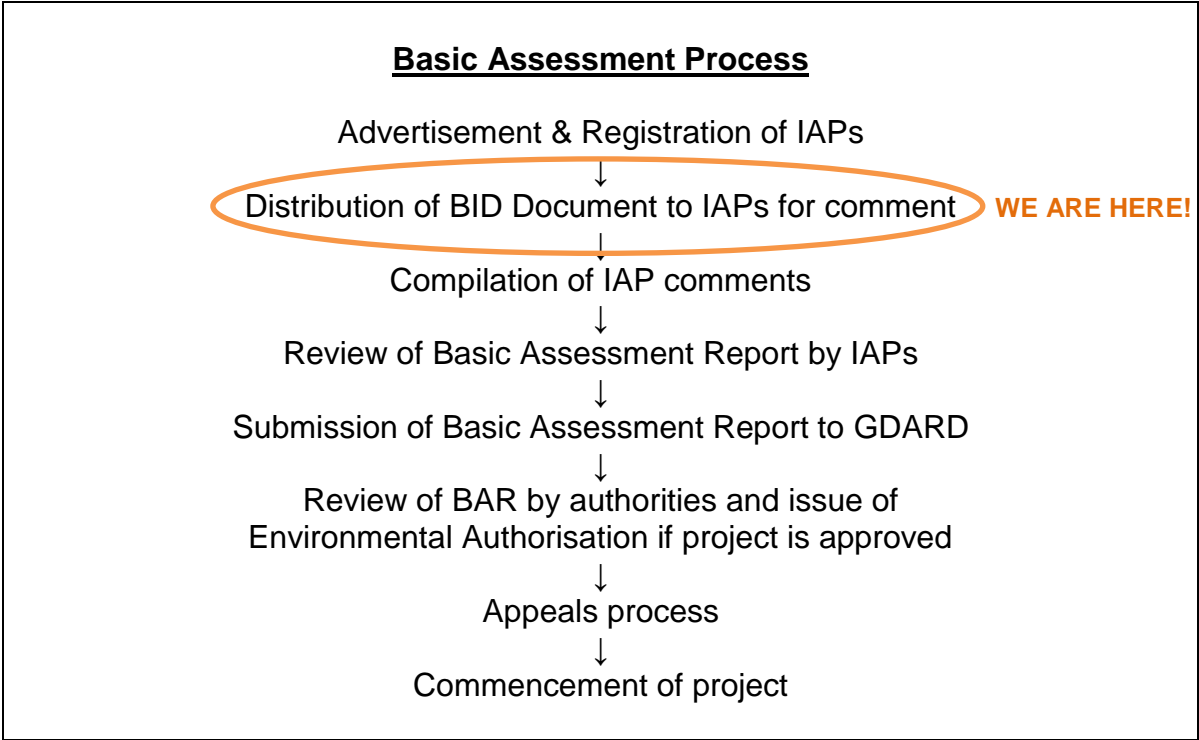 Basic Assessment Process
Advertisement & Registration of IAPs
↓
Distribution of BID Document to IAPs for comment WE ARE HERE!
↓
Compilation of IAP comments
↓
Review of Basic Assessment Report by IAPs
↓
Submission of Basic Assessment Report to GDARD
↓
Review of BAR by authorities and issue of
Environmental Authorisation if project is approved
↓
Appeals process
↓
Commencement of project